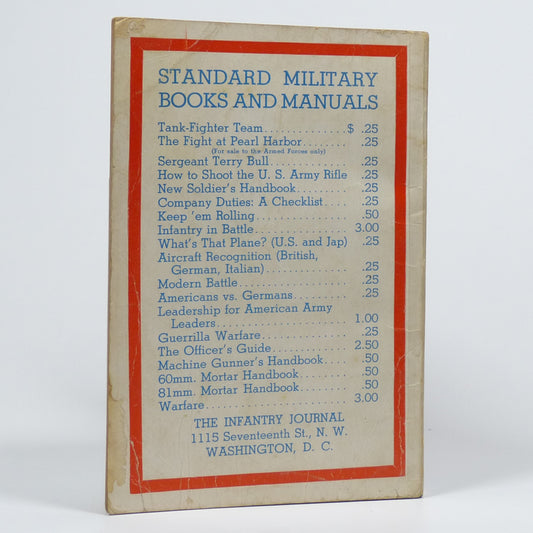 STANDARD MILITARY
BOOKS AND MANUALS
Tank-Fighter Team . . . . . . . . . . . . . $ .25
The Fight at Pearl Harbor . . . . . . . .25
(For sale to the Armed Forces only)
Sergeant Terry Bull . . . . . . . . . . . . . .25
How to Shoot the U. S. Army Rifle .25
New Soldier's Handbook . . . . . . . . .25
Company Duties: A Checklist . . . . .25
Keep 'em Rolling . . . . . . . . . . . . . . . .50
Infantry in Battle . . . . . . . . . . . . . . 3.00
What's That Plane? (U.S. and Jap) .25
Aircraft Recognition (British,
German, Italian) . . . . . . . . . . . . .25
Modern Battle . . . . . . . . . . . . . . . . . .25
Americans vs. Germans . . . . . . . . . .25
Leadership for American Army
Leaders . . . . . . . . . . . . . . . . . . . . 1.00
Guerrilla Warfare . . . . . . . . . . . . . . .25
The Officer's Guide . . . . . . . . . . . . 2.50
Machine Gunner's Handbook . . . . .50
60mm. Mortar Handbook . . . . . . . . .50
81mm. Mortar Handbook . . . . . . . . .50
Warfare . . . . . . . . . . . . . . . . . . . . . . 3.00
THE INFANTRY JOURNAL
1115 Seventeenth St., N. W.
WASHINGTON, D. C.